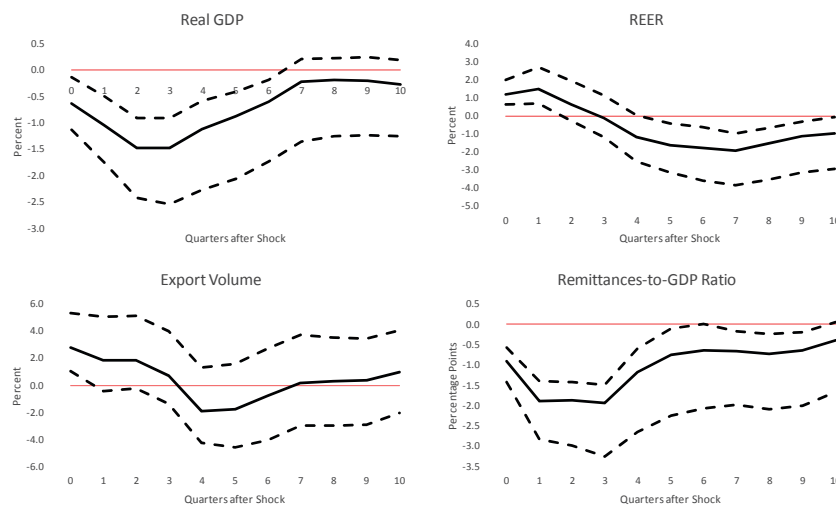 Real GDP
0.5
0.0
-0.5
-1.0
-1.5
-2.0
-2.5
-3.0
Percent
0 1 2 3 4 5 6 7 8 9 10
Quarters after Shock
REER
4.0
3.0
2.0
1.0
0.0
-1.0
-2.0
-3.0
-4.0
-5.0
Percent
0 1 2 3 4 5 6 7 8 9 10
Quarters after Shock
Export Volume
6.0
4.0
2.0
0.0
-2.0
-4.0
-6.0
Percent
0 1 2 3 4 5 6 7 8 9 10
Quarters after Shock
Remittances-to-GDP Ratio
0.5
0.0
-0.5
-1.0
-1.5
-2.0
-2.5
-3.0
-3.5
Percentage Points
0 1 2 3 4 5 6 7 8 9 10
Quarters after Shock